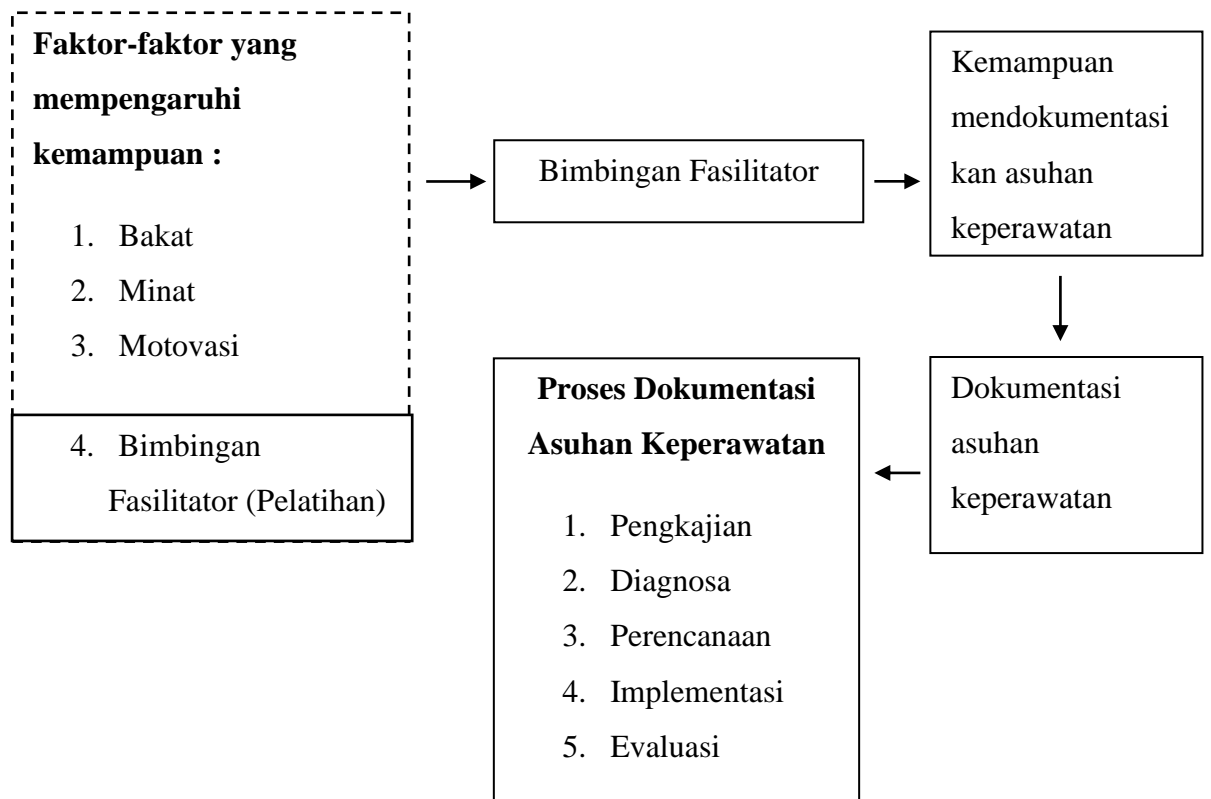 Faktor-faktor yang
mempengaruhi
kemampuan :
1. Bakat
2. Minat
3. Motovasi
4. Bimbingan
Fasilitator (Pelatihan)
Bimbingan Fasilitator
Kemampuan
mendokumentasi
kan asuhan
keperawatan
Dokumentasi
asuhan
keperawatan
Proses Dokumentasi
Asuhan Keperawatan
1. Pengkajian
2. Diagnosa
3. Perencanaan
4. Implementasi
5. Evaluasi